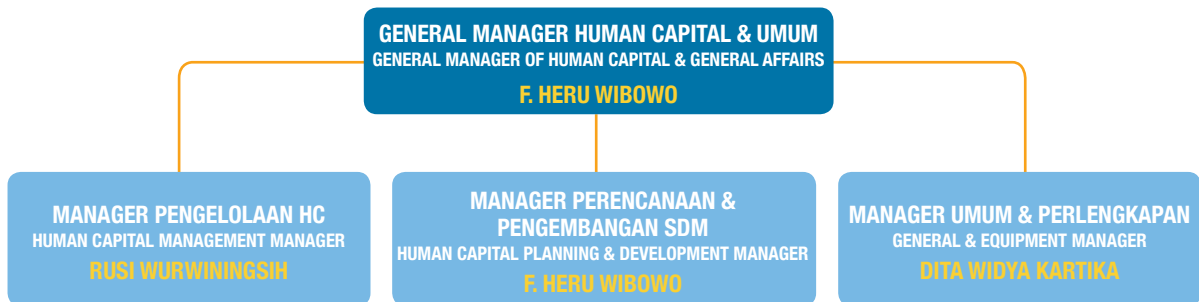 GENERAL MANAGER HUMAN CAPITAL & UMUM
GENERAL MANAGER OF HUMAN CAPITAL & GENERAL AFFAIRS
F. HERU WIBOWO
MANAGER PENGELOLAAN HC
HUMAN CAPITAL MANAGEMENT MANAGER
RUSI WURWININGSIH
MANAGER PERENCANAAN &
PENGEMBANGAN SDM
HUMAN CAPITAL PLANNING & DEVELOPMENT MANAGER
F. HERU WIBOWO
MANAGER UMUM & PERLENGKAPAN
GENERAL & EQUIPMENT MANAGER
DITA WIDYA KARTIKA